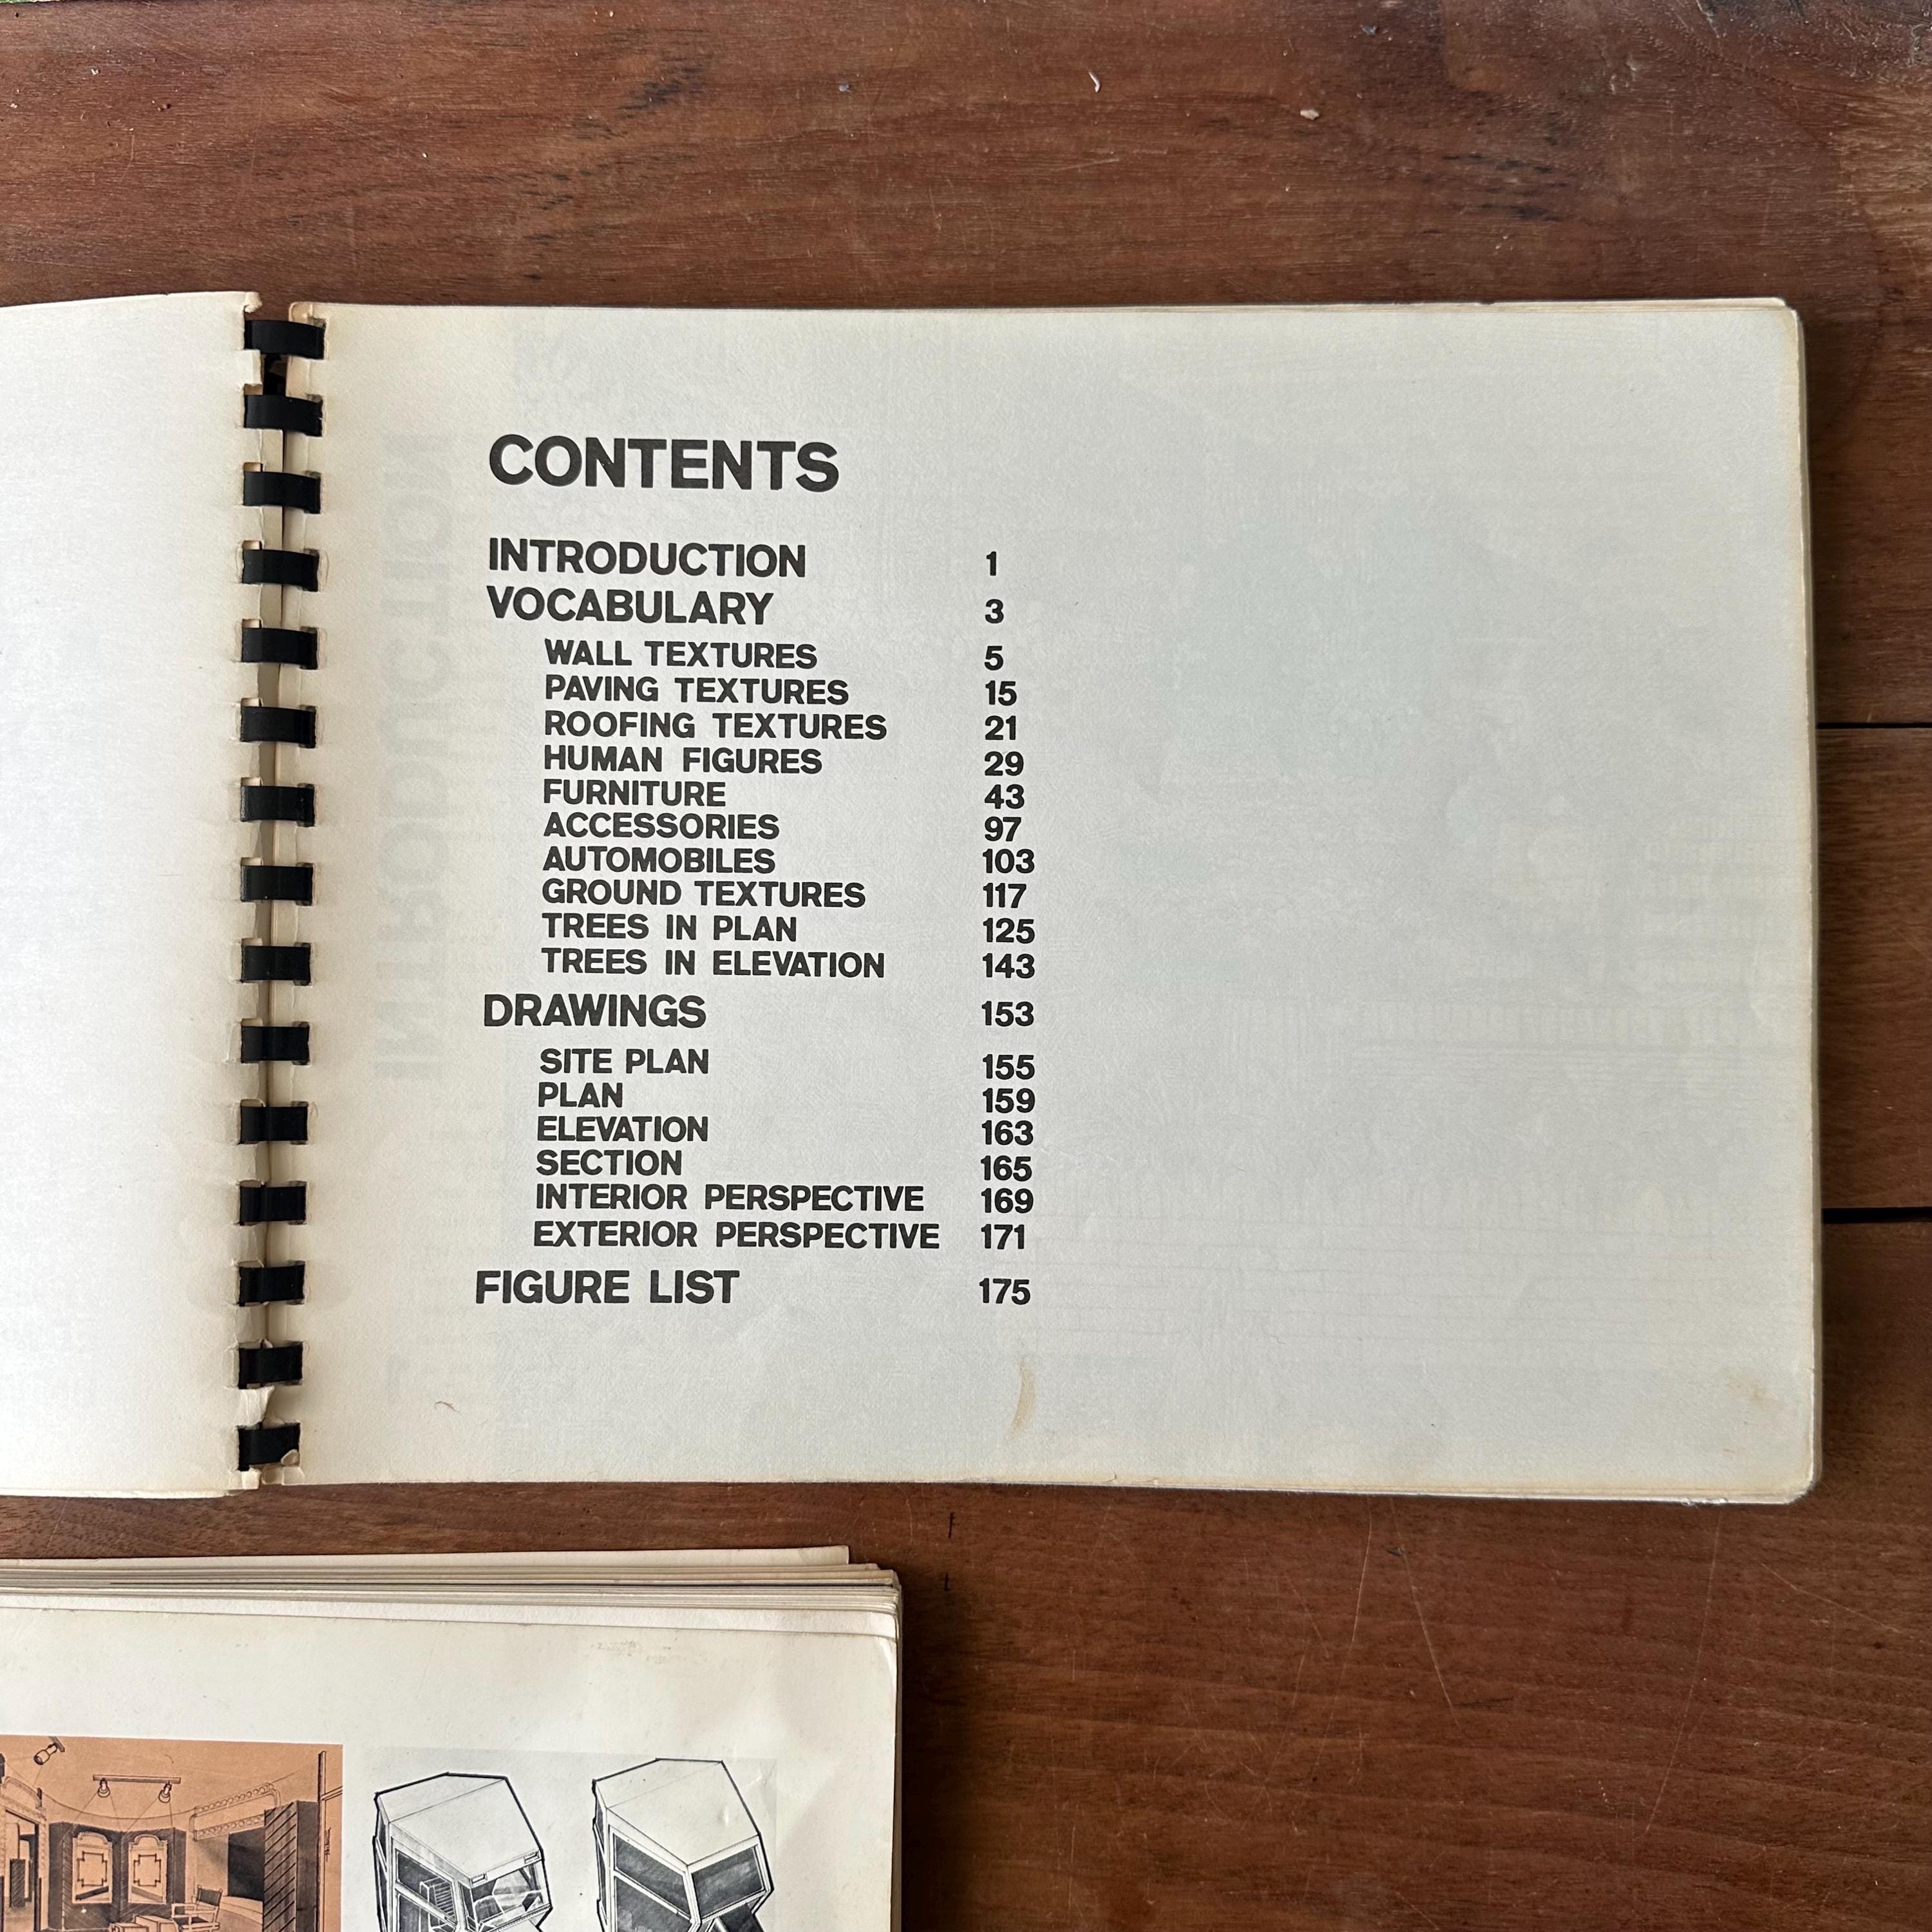 CONTENTS
INTRODUCTION 1
VOCABULARY 3
WALL TEXTURES 5
PAVING TEXTURES 15
ROOFING TEXTURES 21
HUMAN FIGURES 29
FURNITURE 43
ACCESSORIES 97
AUTOMOBILES 103
GROUND TEXTURES 117
TREES IN PLAN 125
TREES IN ELEVATION 143
DRAWINGS 153
SITE PLAN 155
PLAN 159
ELEVATION 163
SECTION 165
INTERIOR PERSPECTIVE 169
EXTERIOR PERSPECTIVE 171
FIGURE LIST 175